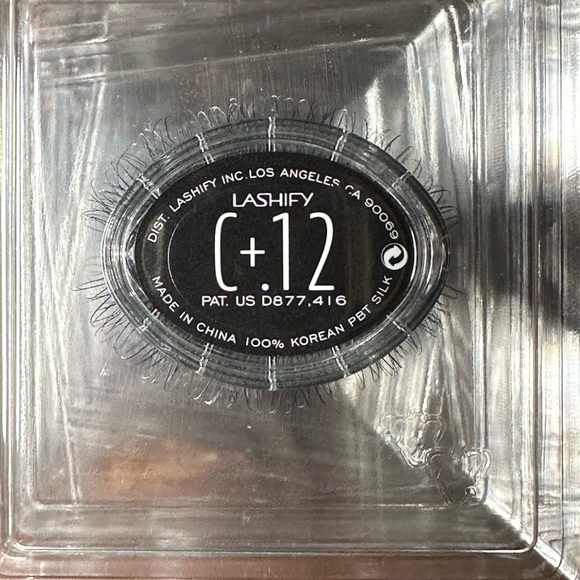 DIST. LASHIFY INC.LOS ANGELES CA 90069
LASHIFY
C+.12
PAT. US D877,416
MADE IN CHINA 100% KOREAN PBT SILK